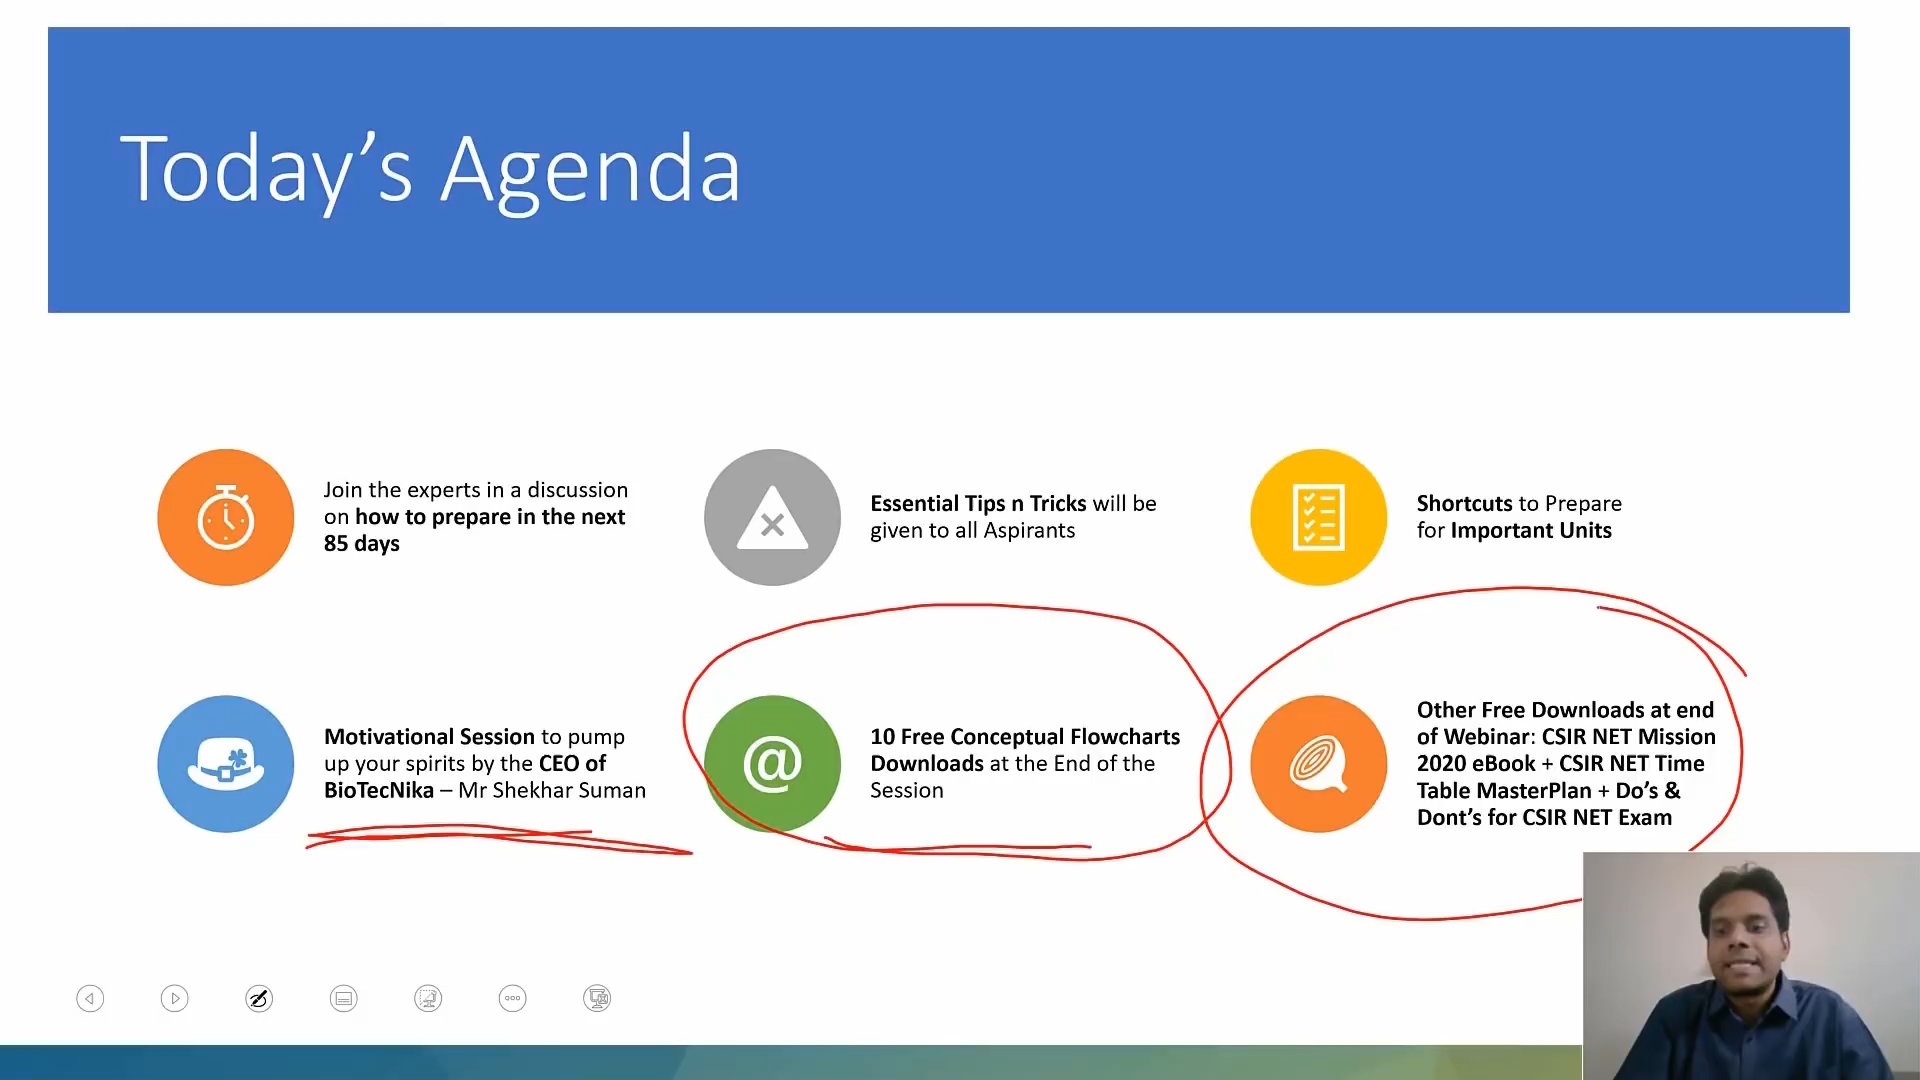 Today’s Agenda
Join the experts in a discussion
on how to prepare in the next
85 days
Essential Tips n Tricks will be
given to all Aspirants
Shortcuts to Prepare
for Important Units
Motivational Session to pump
up your spirits by the CEO of
BioTecNika – Mr Shekhar Suman
@
10 Free Conceptual Flowcharts
Downloads at the End of the
Session
Other Free Downloads at end
of Webinar: CSIR NET Mission
2020 eBook + CSIR NET Time
Table MasterPlan + Do’s &
Dont’s for CSIR NET Exam